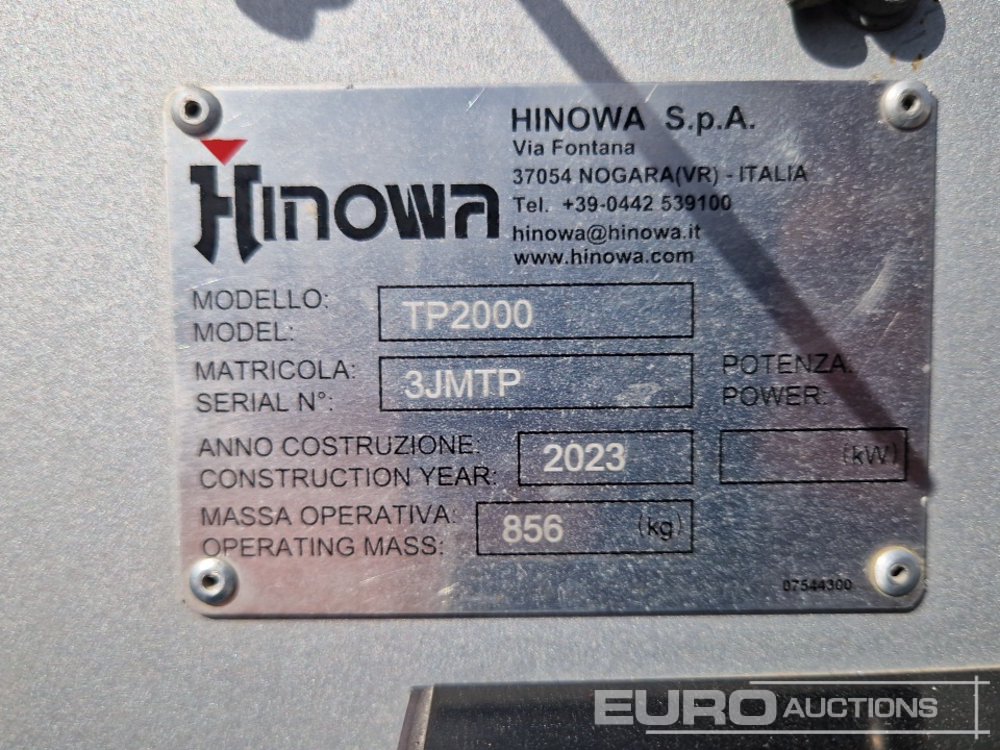 HINOWA S.p.A.
Via Fontana
37054 NOGARA(VR) - ITALIA
Tel. +39-0442 539100
hinowa@hinowa.it
www.hinowa.com
HINOWA
MODELLO:
MODEL:
TP2000
MATRICOLA:
SERIAL N°:
3JMTP
POTENZA:
POWER:
(kW)
ANNO COSTRUZIONE:
CONSTRUCTION YEAR:
2023
MASSA OPERATIVA:
OPERATING MASS:
856 (kg)
07544300
EURO AUCTIONS